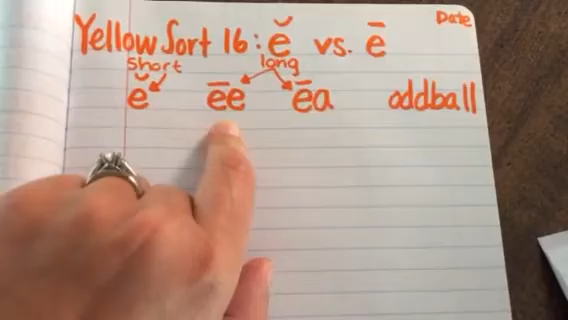 Date
Yellow Sort 16: ĕ vs. ē
short long
ĕ ēe ēa oddball